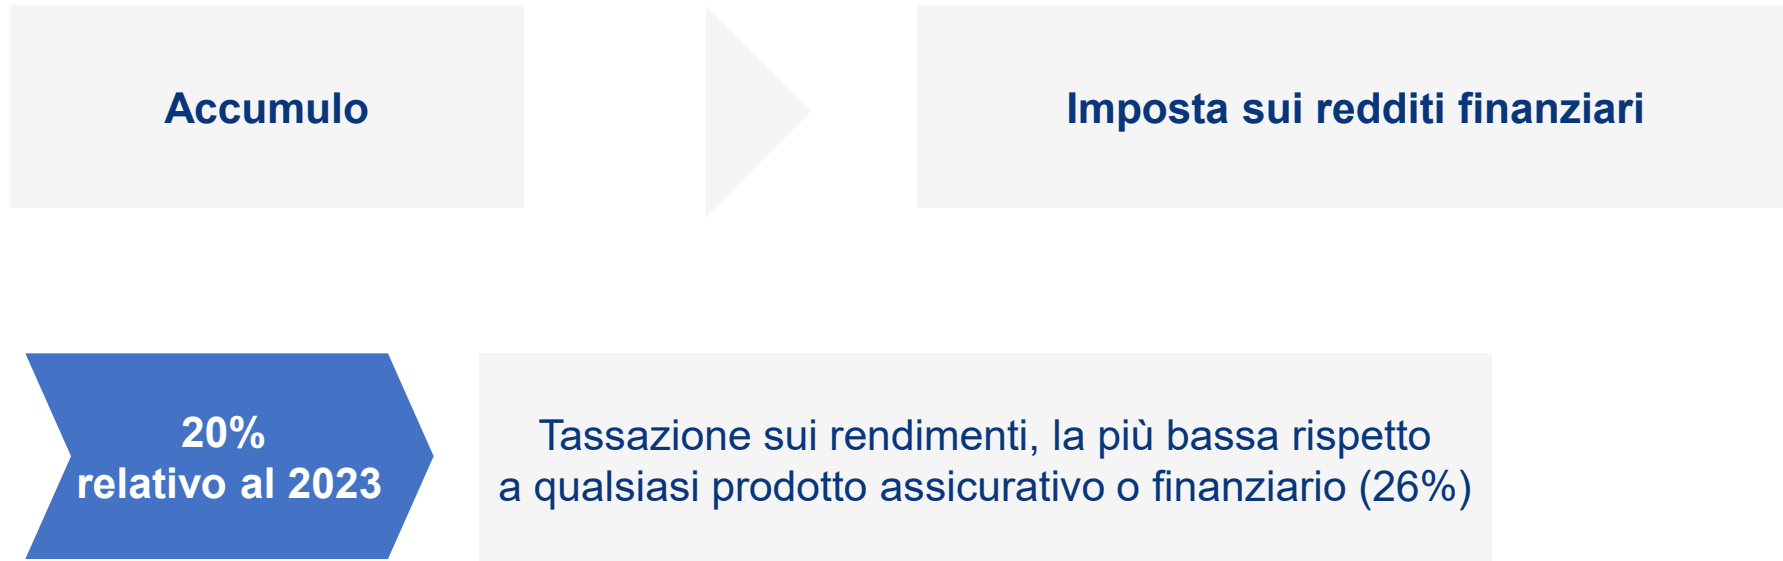 Accumulo
Imposta sui redditi finanziari
20%
relativo al 2023
Tassazione sui rendimenti, la più bassa rispetto
a qualsiasi prodotto assicurativo o finanziario (26%)